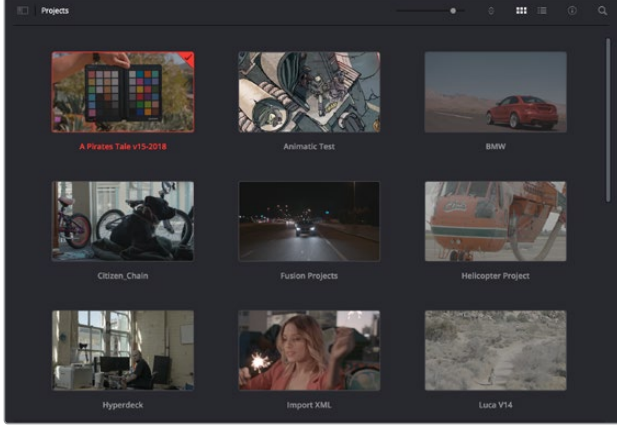 Projects
A Pirates Tale v15-2018
Animatic Test
BMW
Citizen_Chain
Fusion Projects
Helicopter Project
Hyperdeck
Import XML
Luca V14